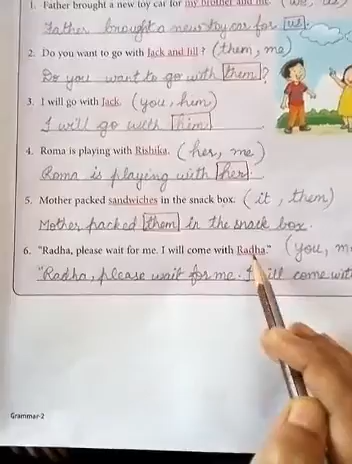 1. Father brought a new toy car for my brother and me. (we, us)
Father brought a new toy car for us.
2. Do you want to go with Jack and Jill? (them, me)
Do you want to go with them?
3. I will go with Jack. (you, him)
I will go with him
4. Roma is playing with Rishika. (her, me)
Roma is playing with her.
5. Mother packed sandwiches in the snack box. (it, them)
Mother packed them in the snack box.
6. "Radha, please wait for me. I will come with Radha." (you, m
"Radha, please wait for me. I will come wit
Grammar-2